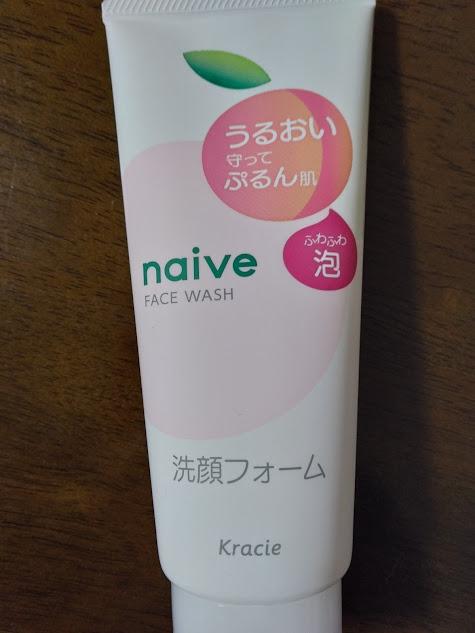 うるおい
守って
ぷるん肌
ふわふわ
泡
naive
FACE WASH
洗顔フォーム
Kracie